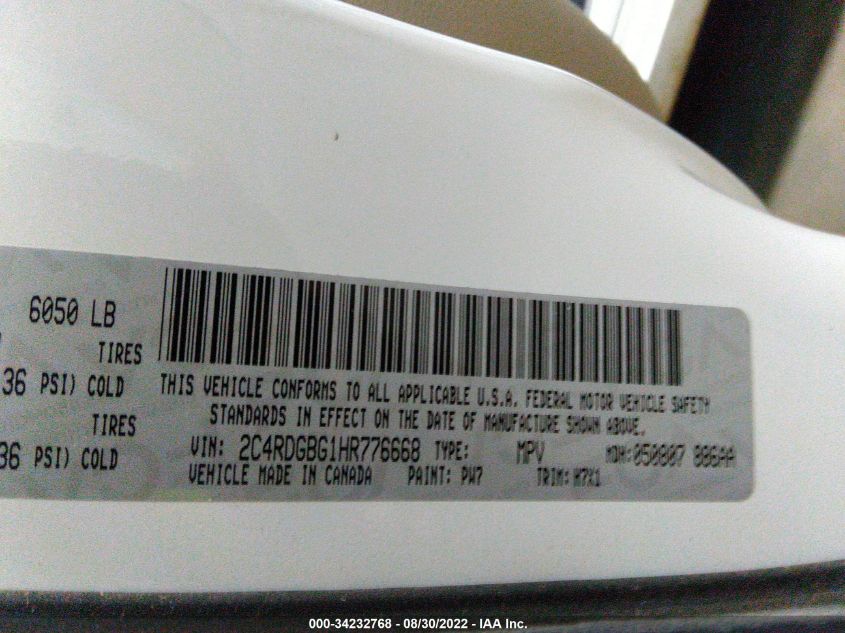 6050 LB
TIRES
36 PSI) COLD
TIRES
36 PSI) COLD
THIS VEHICLE CONFORMS TO ALL APPLICABLE U.S.A. FEDERAL MOTOR VEHICLE SAFETY
STANDARDS IN EFFECT ON THE DATE OF MANUFACTURE SHOWN ABOVE.
VIN: 2C4RDGBG1HR776668 TYPE: MPV MDH: 050807 886AA
VEHICLE MADE IN CANADA PAINT: PW7 TRIM: H7X1
000-34232768 - 08/30/2022 - IAA Inc.